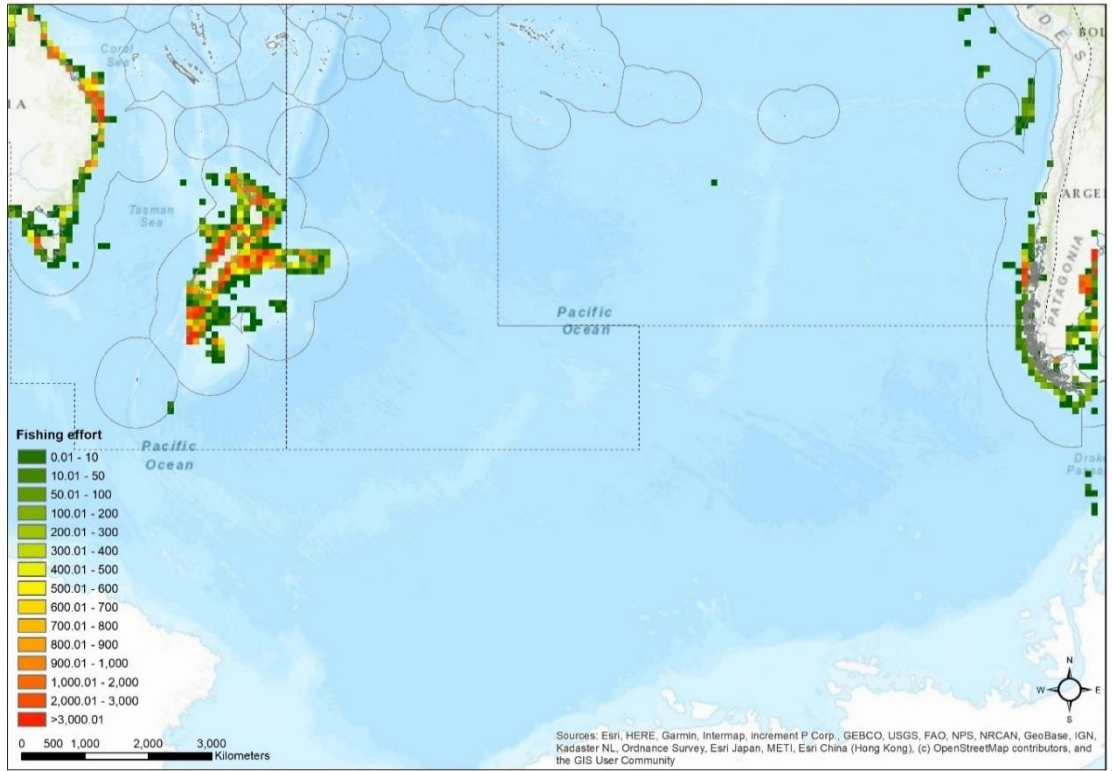 Coral
Sea
N D E S
BOL
I A
Tasman
Sea
ARGE
PATAGONIA
Pacific
Ocean
Pacific
Ocean
Drake
Passage
Fishing effort
0.01 - 10
10.01 - 50
50.01 - 100
100.01 - 200
200.01 - 300
300.01 - 400
400.01 - 500
500.01 - 600
600.01 - 700
700.01 - 800
800.01 - 900
900.01 - 1,000
1,000.01 - 2,000
2,000.01 - 3,000
>3,000.01
0 500 1,000 2,000 3,000
Kilometers
N
W E
S
Sources: Esri, HERE, Garmin, Intermap, increment P Corp., GEBCO, USGS, FAO, NPS, NRCAN, GeoBase, IGN,
Kadaster NL, Ordnance Survey, Esri Japan, METI, Esri China (Hong Kong), (c) OpenStreetMap contributors, and
the GIS User Community